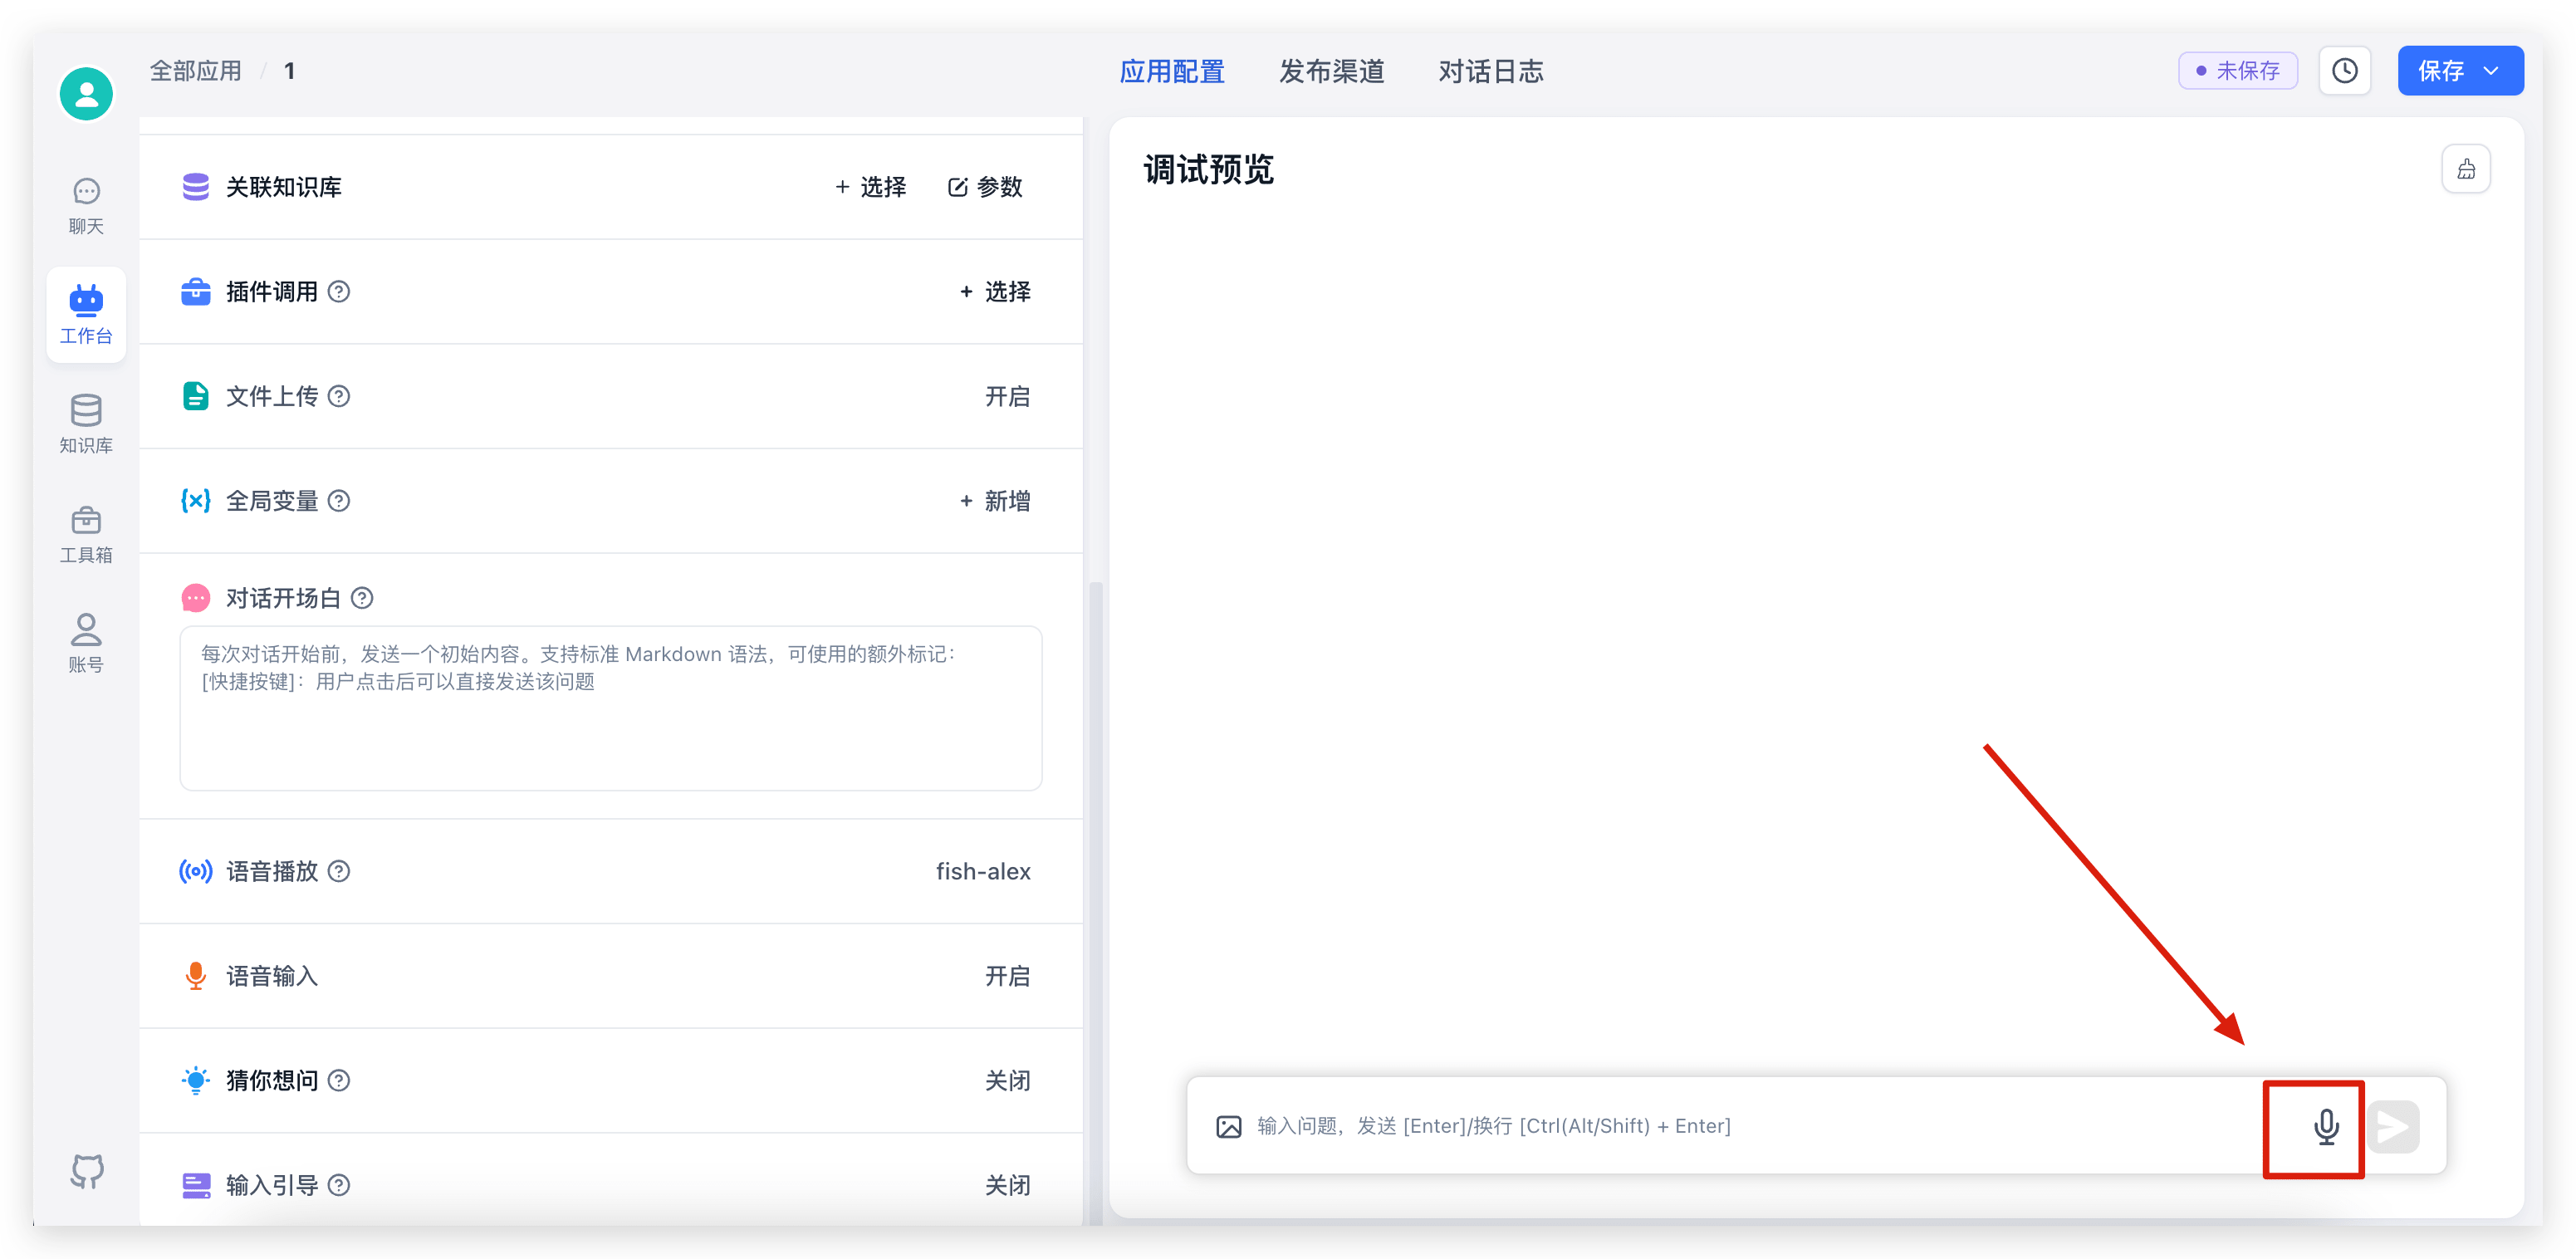 全部应用 / 1
应用配置
发布渠道
对话日志
未保存
保存
聊天
工作台
知识库
工具箱
账号
关联知识库
+ 选择
参数
插件调用
+ 选择
文件上传
开启
全局变量
+ 新增
对话开场白
每次对话开始前，发送一个初始内容。支持标准 Markdown 语法，可使用的额外标记：
[快捷按键]：用户点击后可以直接发送该问题
语音播放
fish-alex
语音输入
开启
猜你想问
关闭
输入引导
关闭
调试预览
输入问题，发送 [Enter]/换行 [Ctrl(Alt/Shift) + Enter]